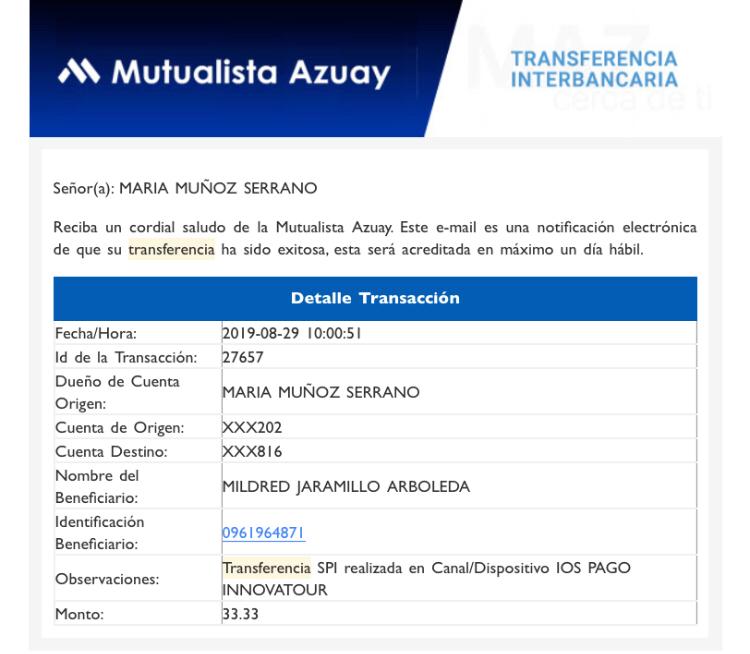 Mutualista Azuay
TRANSFERENCIA
INTERBANCARIA
MAZ
cerca de ti
Señor(a): MARIA MUÑOZ SERRANO
Reciba un cordial saludo de la Mutualista Azuay. Este e-mail es una notificación electrónica
de que su transferencia ha sido exitosa, esta será acreditada en máximo un día hábil.
Detalle Transacción
Fecha/Hora: 2019-08-29 10:00:51
Id de la Transacción: 27657
Dueño de Cuenta
Origen: MARIA MUÑOZ SERRANO
Cuenta de Origen: XXX202
Cuenta Destino: XXX816
Nombre del
Beneficiario: MILDRED JARAMILLO ARBOLEDA
Identificación
Beneficiario: 0961964871
Observaciones: Transferencia SPI realizada en Canal/Dispositivo IOS PAGO
INNOVATOUR
Monto: 33.33